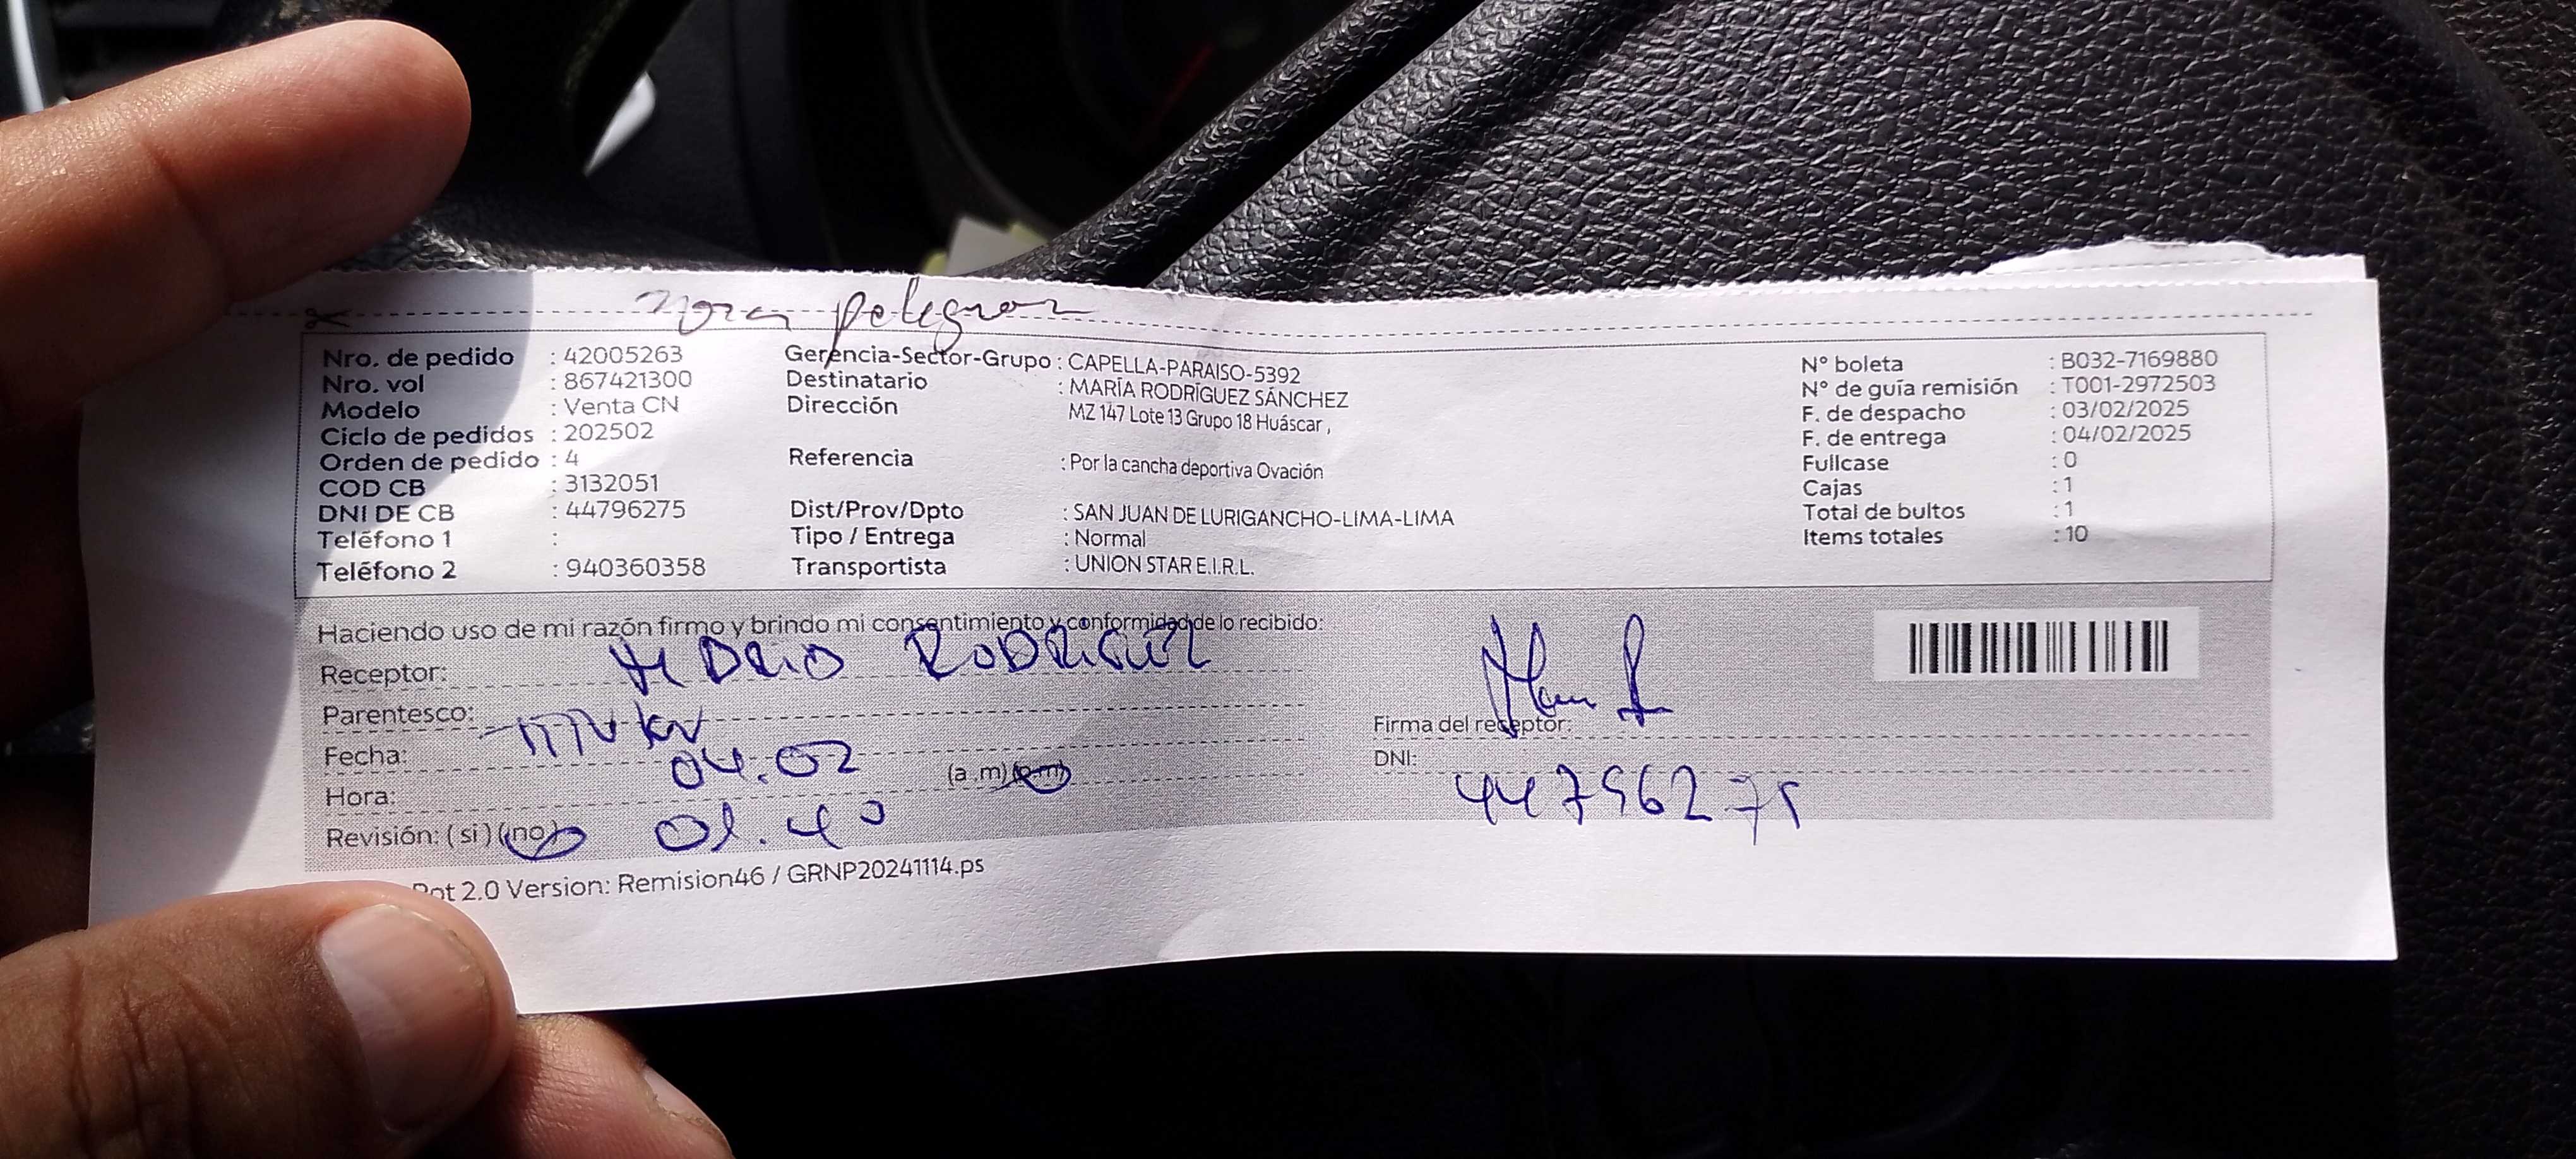 zona pelegrosa
Nro. de pedido : 42005263
Nro. vol : 867421300
Modelo : Venta CN
Ciclo de pedidos : 202502
Orden de pedido : 4
COD CB : 3132051
DNI DE CB : 44796275
Teléfono 1 :
Teléfono 2 : 940360358
Gerencia-Sector-Grupo : CAPELLA-PARAISO-5392
Destinatario : MARÍA RODRÍGUEZ SÁNCHEZ
Dirección MZ 147 Lote 13 Grupo 18 Huáscar ,
Referencia : Por la cancha deportiva Ovación
Dist/Prov/Dpto : SAN JUAN DE LURIGANCHO-LIMA-LIMA
Tipo / Entrega : Normal
Transportista : UNION STAR E.I.R.L.
N° boleta : B032-7169880
N° de guía remisión : T001-2972503
F. de despacho : 03/02/2025
F. de entrega : 04/02/2025
Fullcase : 0
Cajas : 1
Total de bultos : 1
Items totales : 10
Haciendo uso de mi razón firmo y brindo mi consentimiento y conformidad de lo recibido:
Receptor: RODRIGUEZ
Parentesco:
Fecha: 04.02
Hora: (a.m) (p.m)
Revisión: ( si ) (no) 01.40
Firma del receptor:
DNI:
44796275
2.0 Version: Remision46 / GRNP20241114.ps